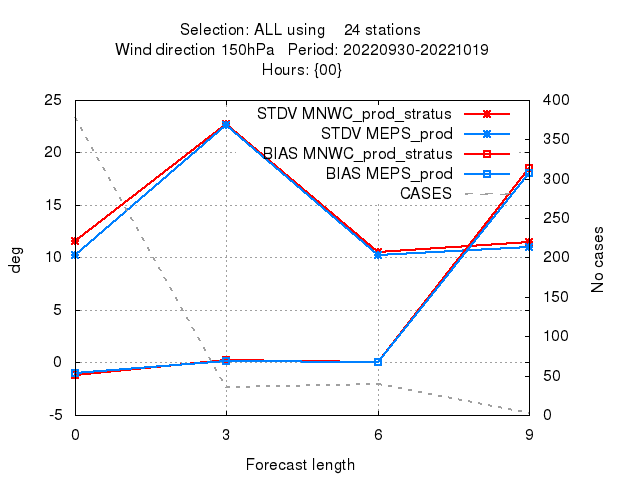 Selection: ALL using    24 stations
Wind direction 150hPa   Period: 20220930-20221019
Hours: {00}
STDV MNWC_prod_stratus
STDV MEPS_prod
BIAS MNWC_prod_stratus
BIAS MEPS_prod
CASES
25
20
15
10
5
0
-5
deg
400
350
300
250
200
150
100
50
0
No cases
0 3 6 9
Forecast length